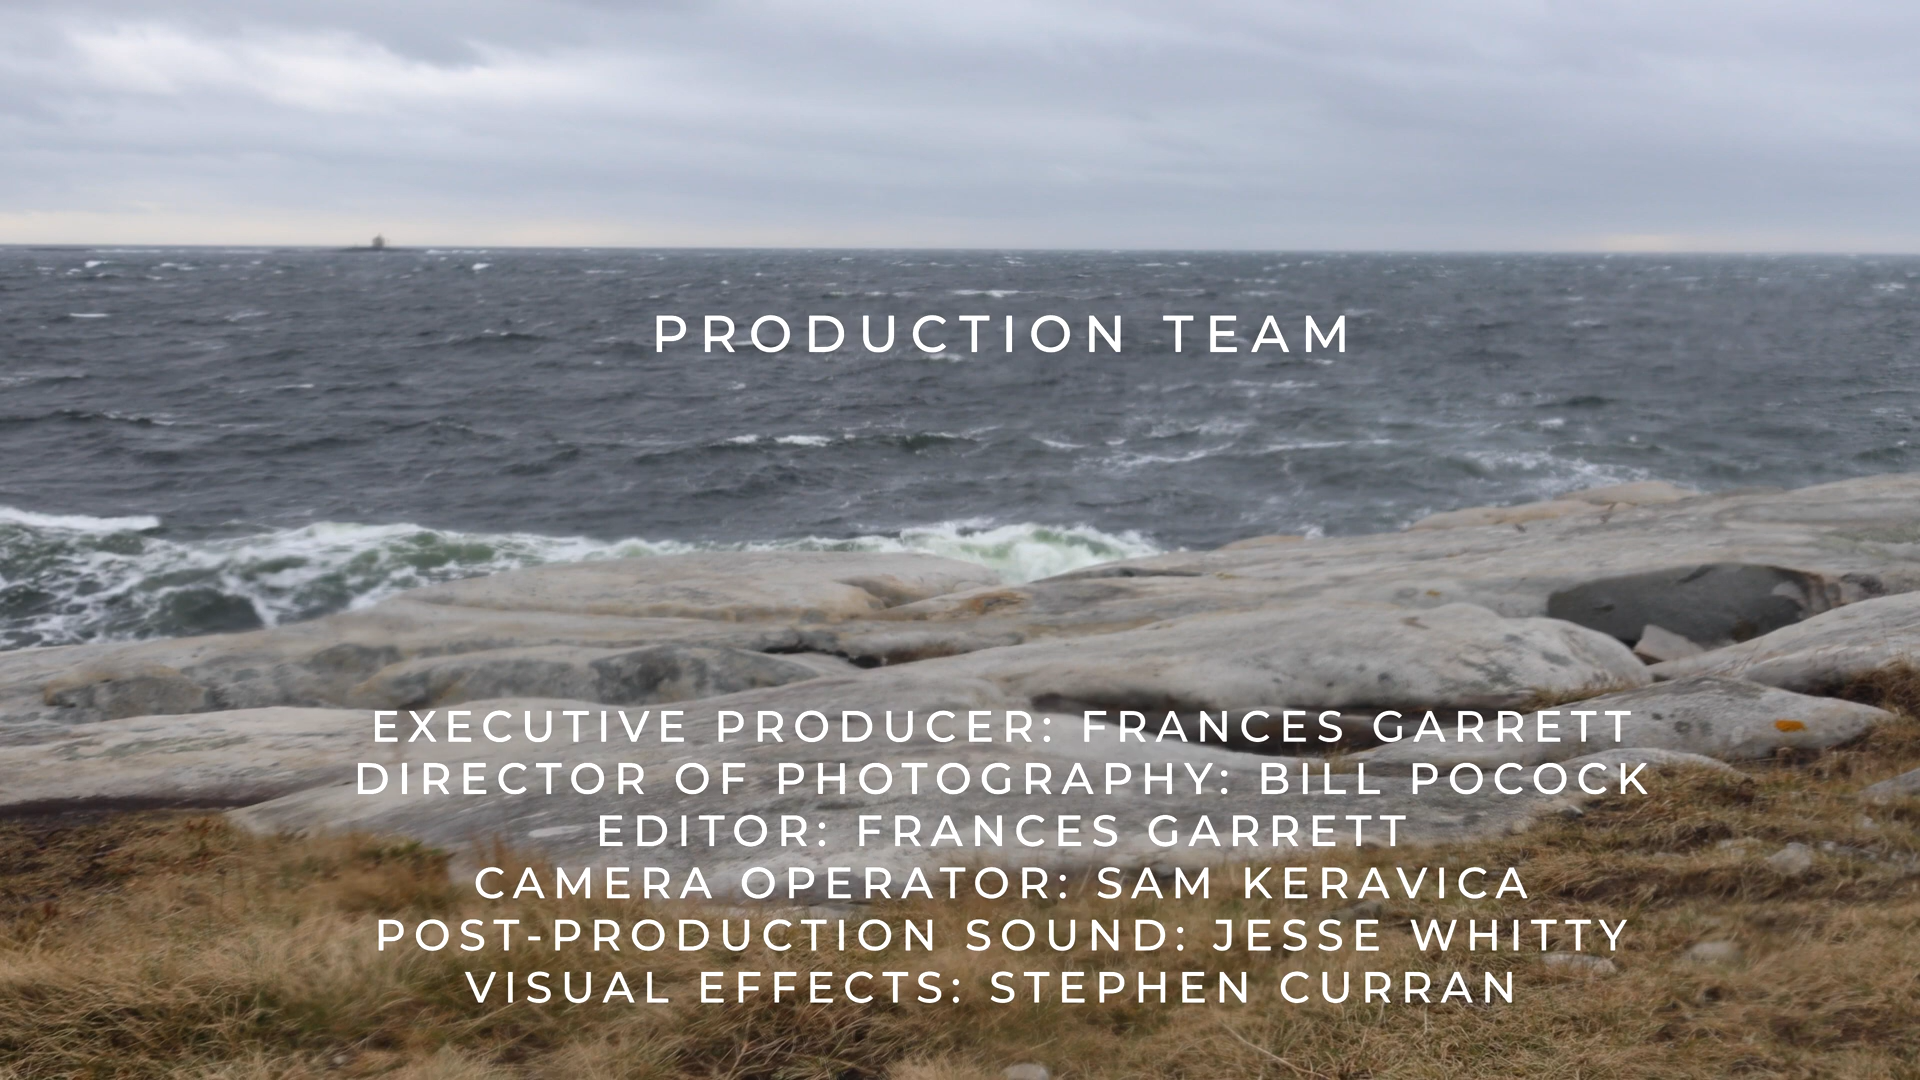 PRODUCTION TEAM
EXECUTIVE PRODUCER: FRANCES GARRETT
DIRECTOR OF PHOTOGRAPHY: BILL POCOCK
EDITOR: FRANCES GARRETT
CAMERA OPERATOR: SAM KERAVICA
POST-PRODUCTION SOUND: JESSE WHITTY
VISUAL EFFECTS: STEPHEN CURRAN